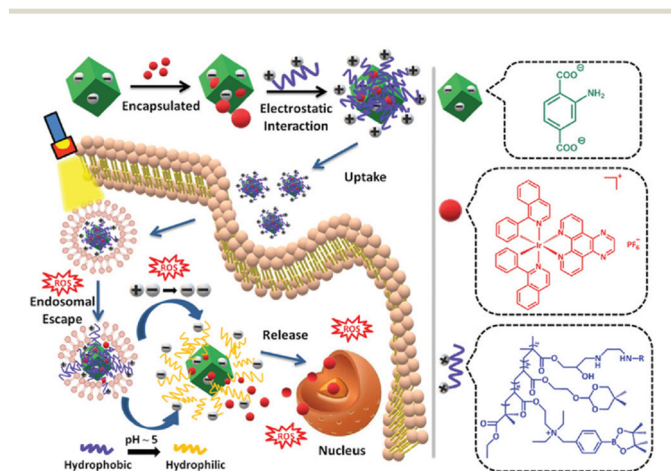 Encapsulated
Electrostatic
Interaction
Uptake
ROS
Endosomal
Escape
ROS
Release
ROS
ROS
Nucleus
pH ~ 5
Hydrophobic
Hydrophilic
COO⊖
NH₂
COO⊖
]⁺
N
N
N
N
Ir
PF₆⁻
N
N
N
N
O
O
OH
H
N
HN-R
O
O
O
O
O
O
O
O
O
O
N
B
O
O